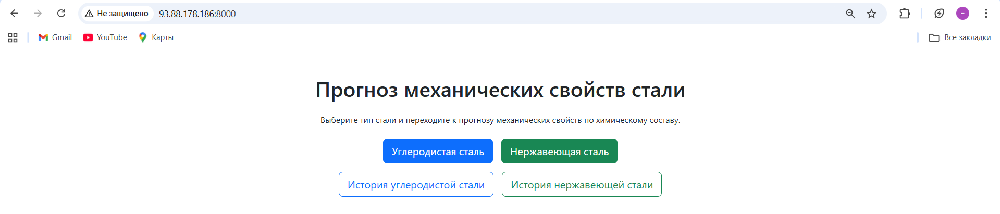 Не защищено 93.88.178.186:8000
Gmail YouTube Карты Все закладки
Прогноз механических свойств стали
Выберите тип стали и переходите к прогнозу механических свойств по химическому составу.
Углеродистая сталь Нержавеющая сталь
История углеродистой стали История нержавеющей стали